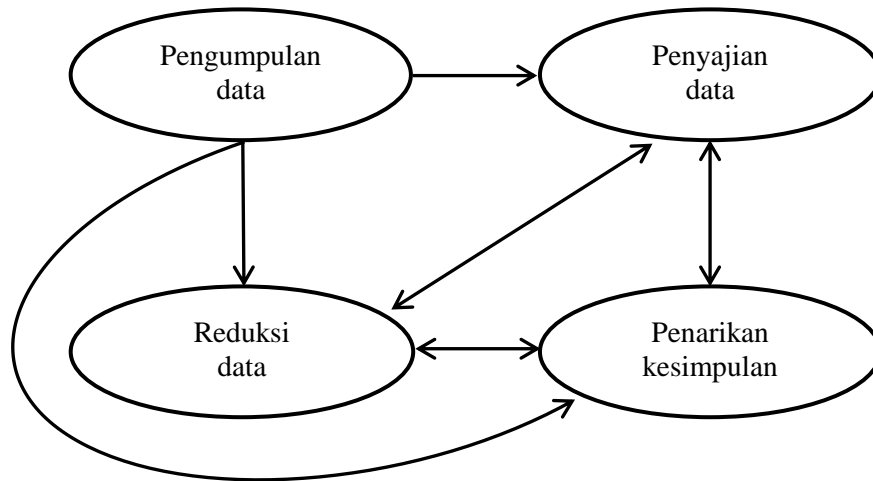 Pengumpulan
data
Penyajian
data
Reduksi
data
Penarikan
kesimpulan